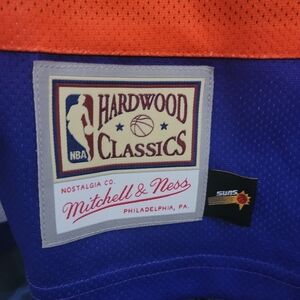 HARDWOOD
NBA
CLASSICS
NOSTALGIA CO.
Mitchell & Ness
PHILADELPHIA, PA.
SUNS